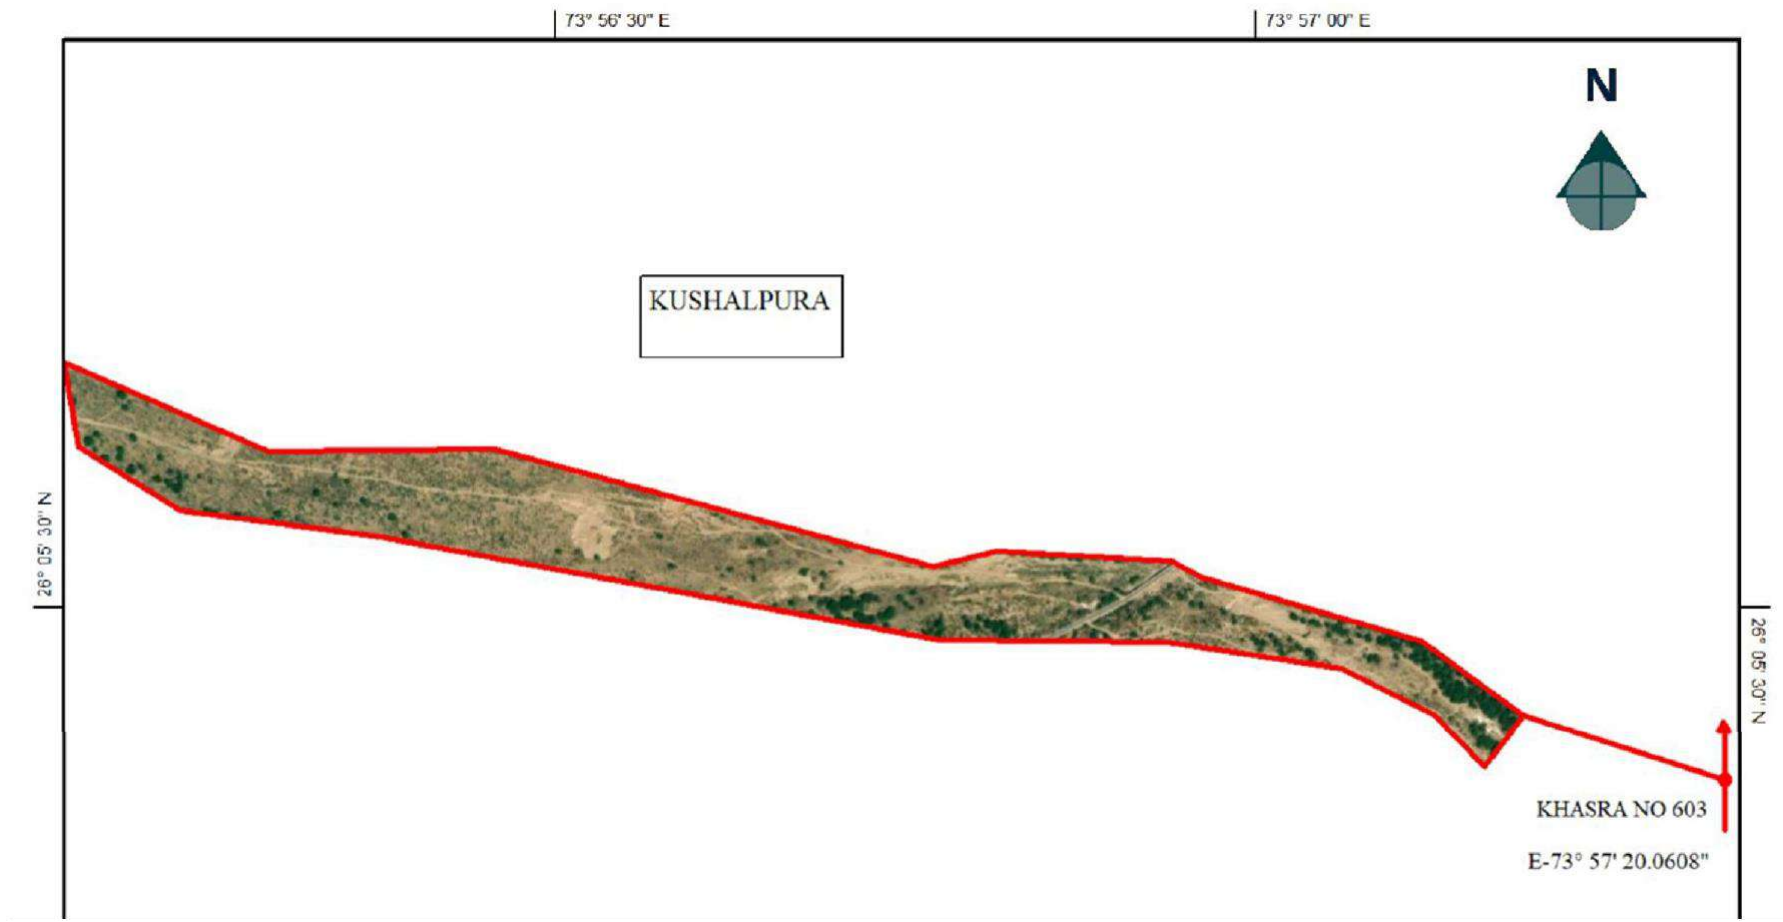 73° 56' 30" E
73° 57' 00" E
N
KUSHALPURA
26° 05' 30" N
26° 05' 30" N
KHASRA NO 603
E-73° 57' 20.0608"